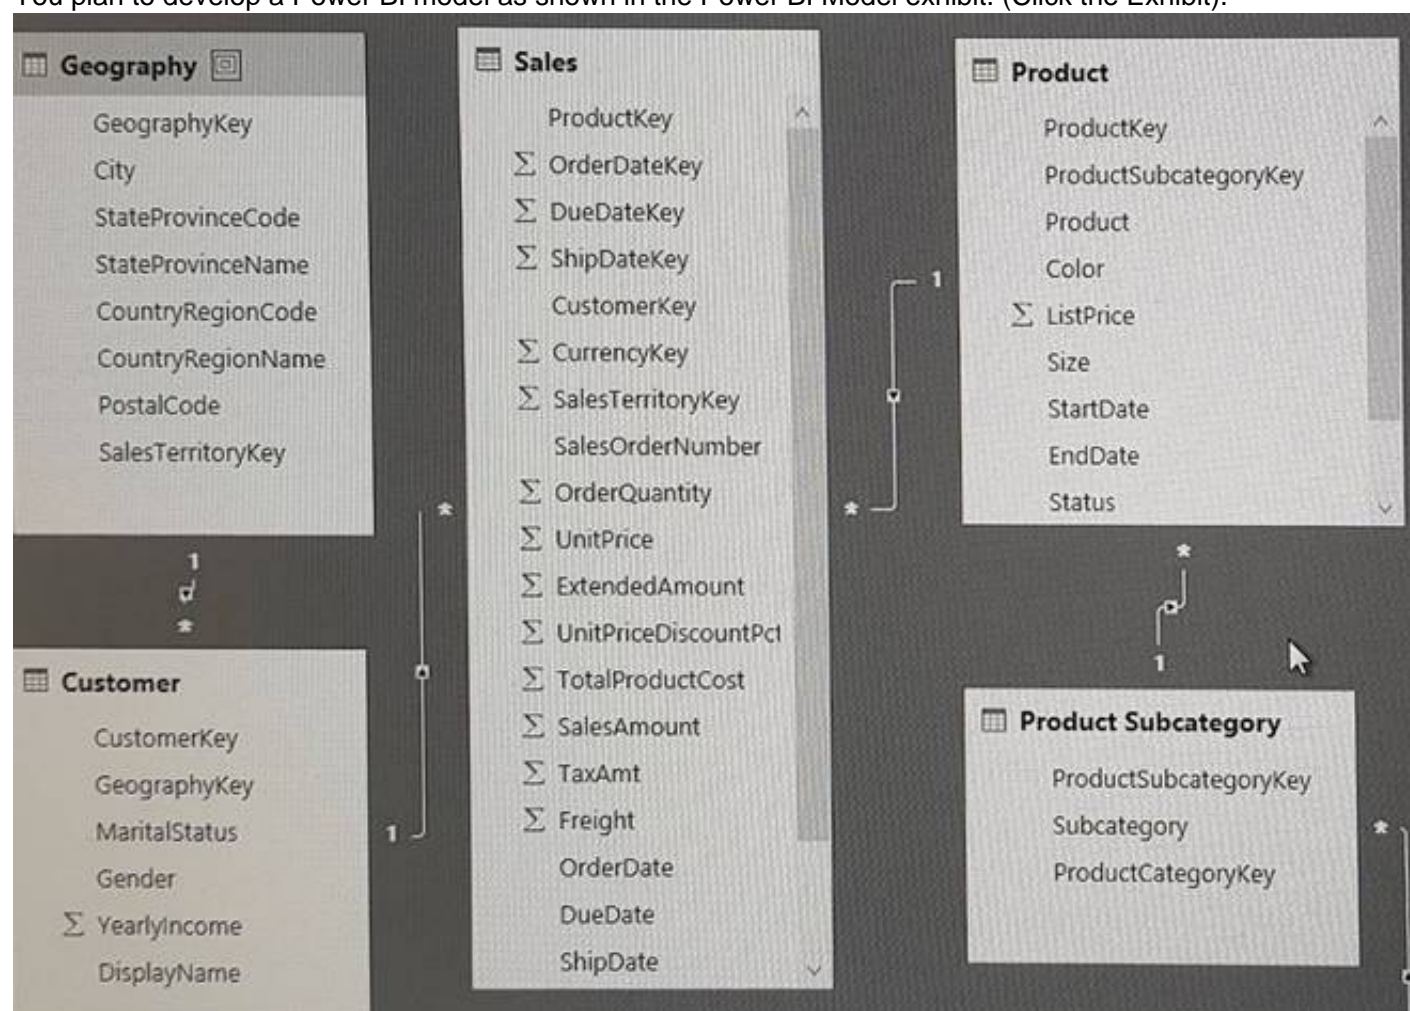 You plan to develop a Power BI model as shown in the Power BI Model exhibit. (Click the Exhibit).
Geography
GeographyKey
City
StateProvinceCode
StateProvinceName
CountryRegionCode
CountryRegionName
PostalCode
SalesTerritoryKey
1
*
Customer
CustomerKey
GeographyKey
MaritalStatus
Gender
Σ YearlyIncome
DisplayName
*
1
Sales
ProductKey
Σ OrderDateKey
Σ DueDateKey
Σ ShipDateKey
CustomerKey
Σ CurrencyKey
Σ SalesTerritoryKey
SalesOrderNumber
Σ OrderQuantity
Σ UnitPrice
Σ ExtendedAmount
Σ UnitPriceDiscountPct
Σ TotalProductCost
Σ SalesAmount
Σ TaxAmt
Σ Freight
OrderDate
DueDate
ShipDate
1
*
Product
ProductKey
ProductSubcategoryKey
Product
Color
Σ ListPrice
Size
StartDate
EndDate
Status
*
1
Product Subcategory
ProductSubcategoryKey
Subcategory
ProductCategoryKey
*